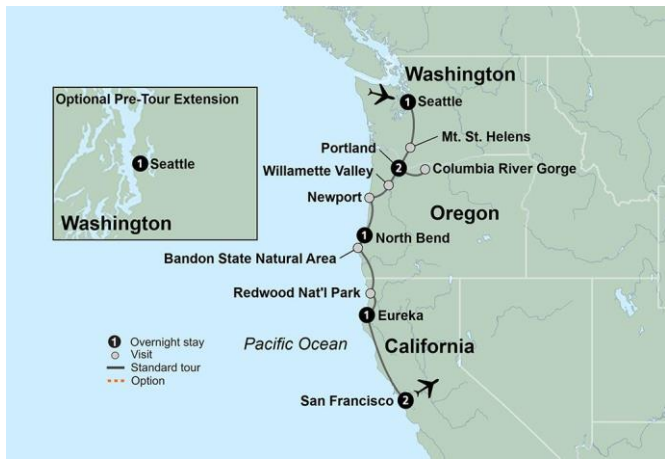 Optional Pre-Tour Extension
1 Seattle
Washington
Washington
1 Seattle
Mt. St. Helens
Portland
2
Columbia River Gorge
Willamette Valley
Newport
Oregon
1 North Bend
Bandon State Natural Area
Redwood Nat'l Park
1 Eureka
Pacific Ocean
California
San Francisco 2
1 Overnight stay
Visit
Standard tour
Option